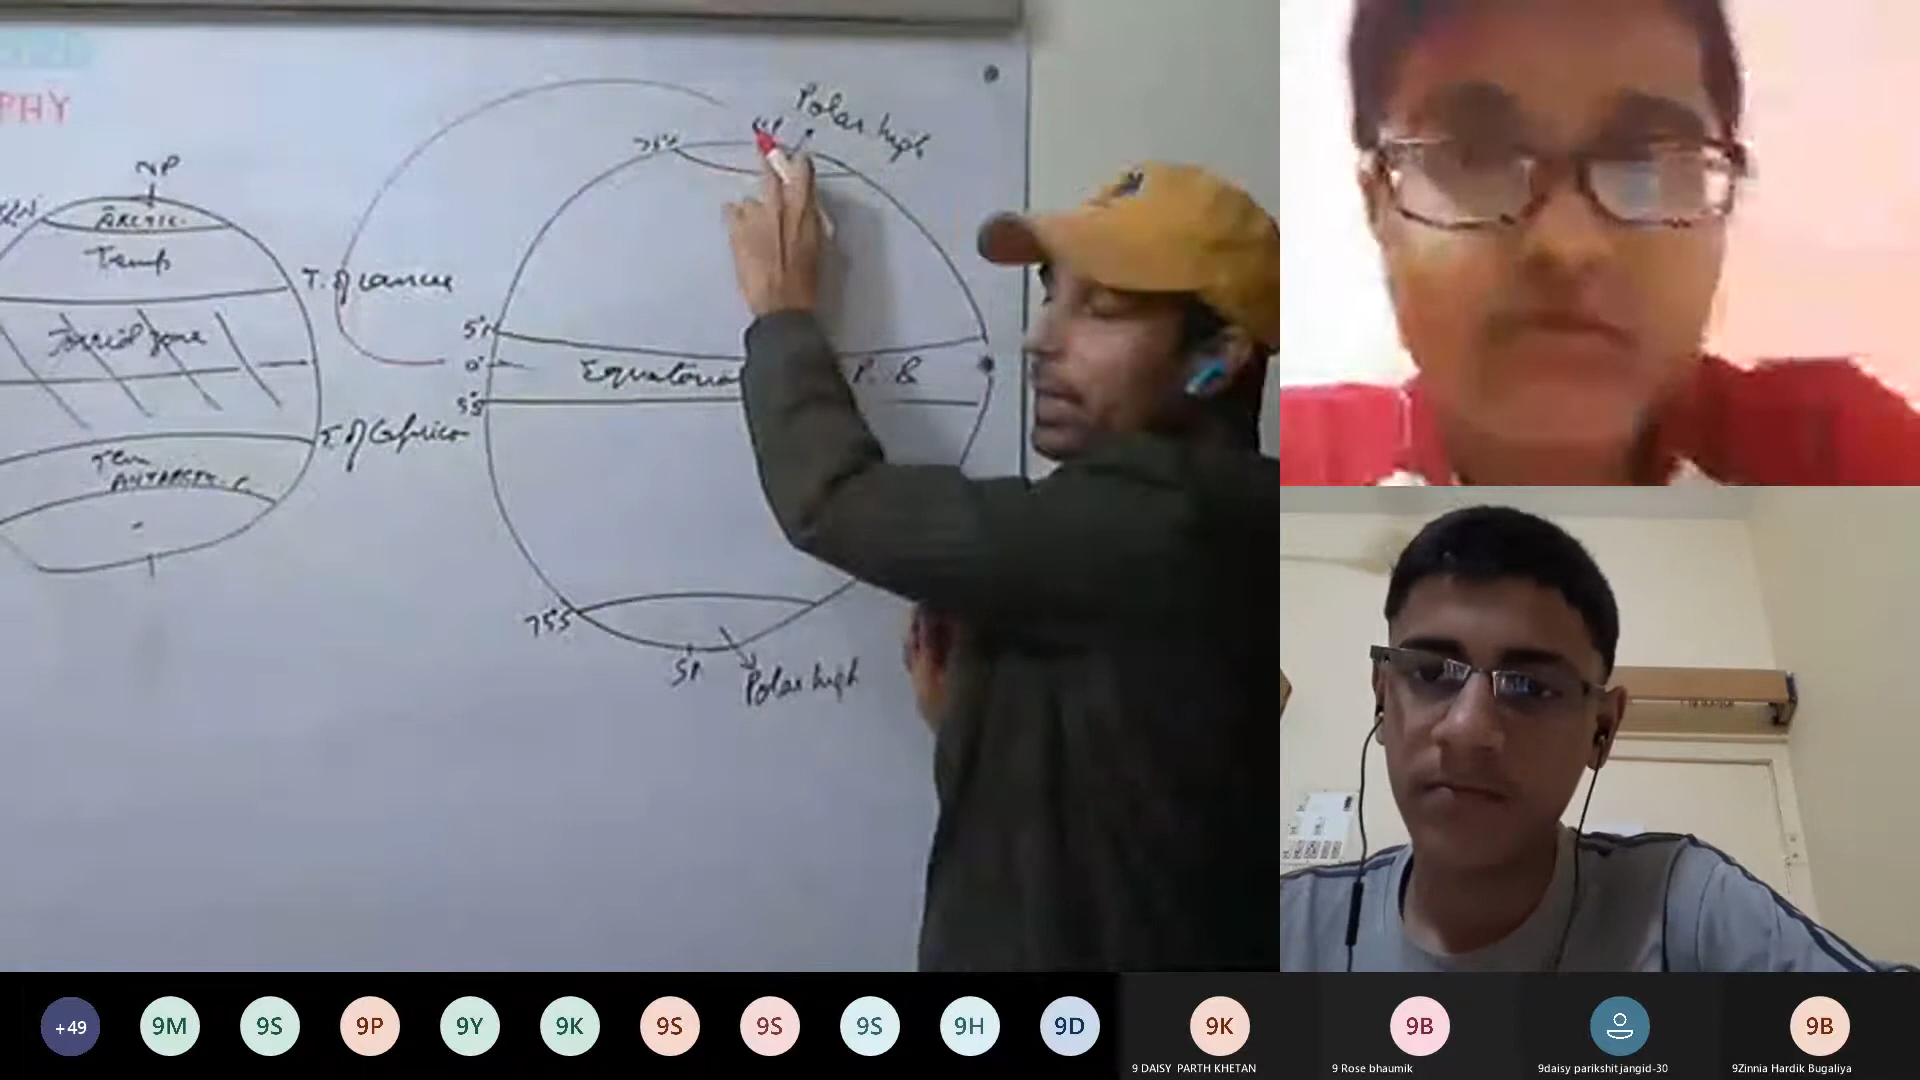 PHY
NP
ARCTIC.
Temp
T. of Cancer
Torrid zone
T. of Capricon
Tem
ANTARCTIC. C
75°N
NP
Polar high
5°N
0°
Equatorial
P. B
5°S
75°S
SP
Polar high
+49
9M
9S
9P
9Y
9K
9S
9S
9S
9H
9D
9K
9B
9B
9 DAISY PARTH KHETAN
9 Rose bhaumik
9daisy parikshit jangid-30
9Zinnia Hardik Bugaliya